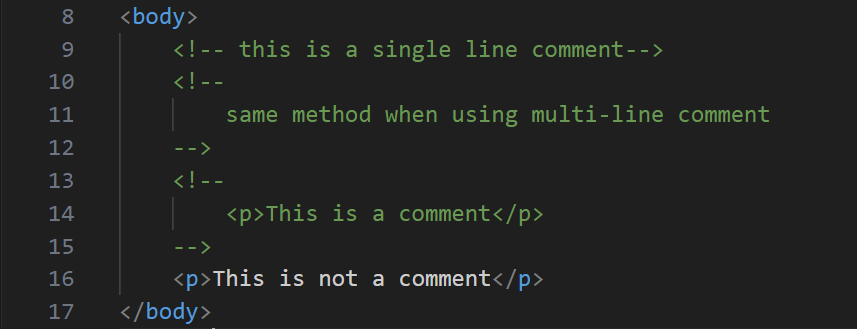 8 <body>
9 <!-- this is a single line comment-->
10 <!--
11 same method when using multi-line comment
12 -->
13 <!--
14 <p>This is a comment</p>
15 -->
16 <p>This is not a comment</p>
17 </body>